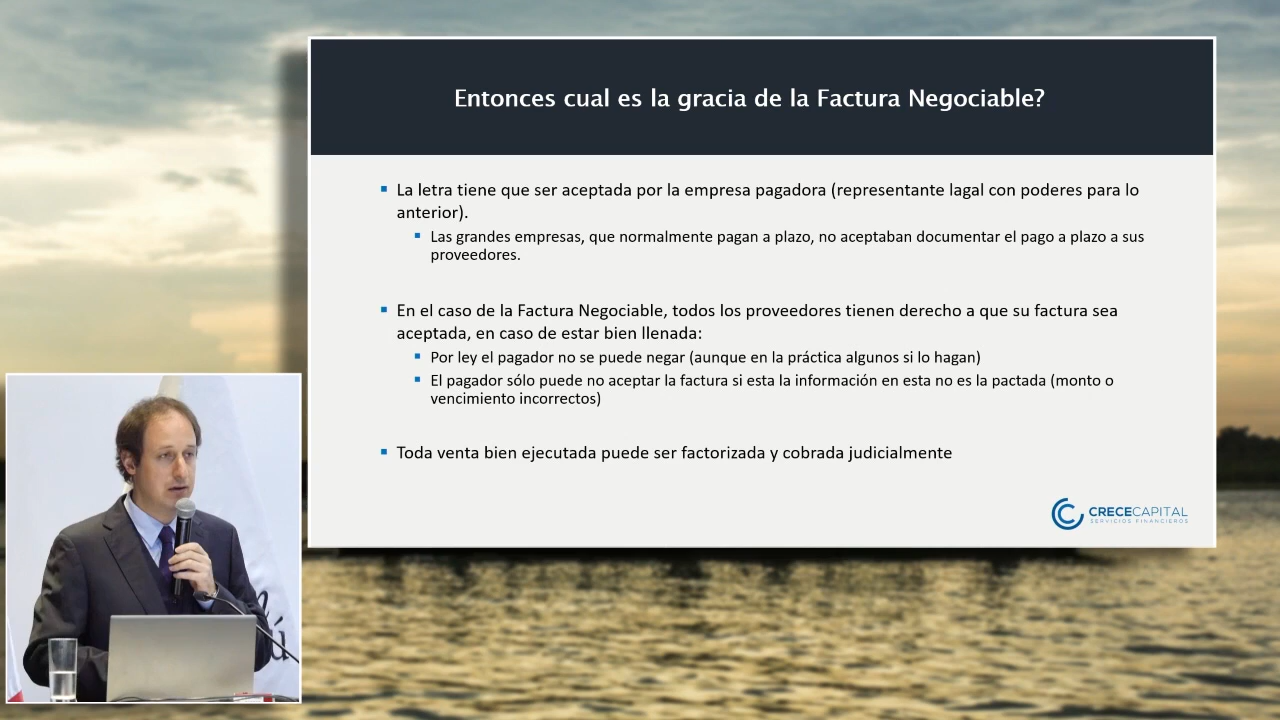 Entonces cual es la gracia de la Factura Negociable?
La letra tiene que ser aceptada por la empresa pagadora (representante lagal con poderes para lo
anterior).
Las grandes empresas, que normalmente pagan a plazo, no aceptaban documentar el pago a plazo a sus
proveedores.
En el caso de la Factura Negociable, todos los proveedores tienen derecho a que su factura sea
aceptada, en caso de estar bien llenada:
Por ley el pagador no se puede negar (aunque en la práctica algunos si lo hagan)
El pagador sólo puede no aceptar la factura si esta la información en esta no es la pactada (monto o
vencimiento incorrectos)
Toda venta bien ejecutada puede ser factorizada y cobrada judicialmente
CRECECAPITAL
SERVICIOS FINANCIEROS